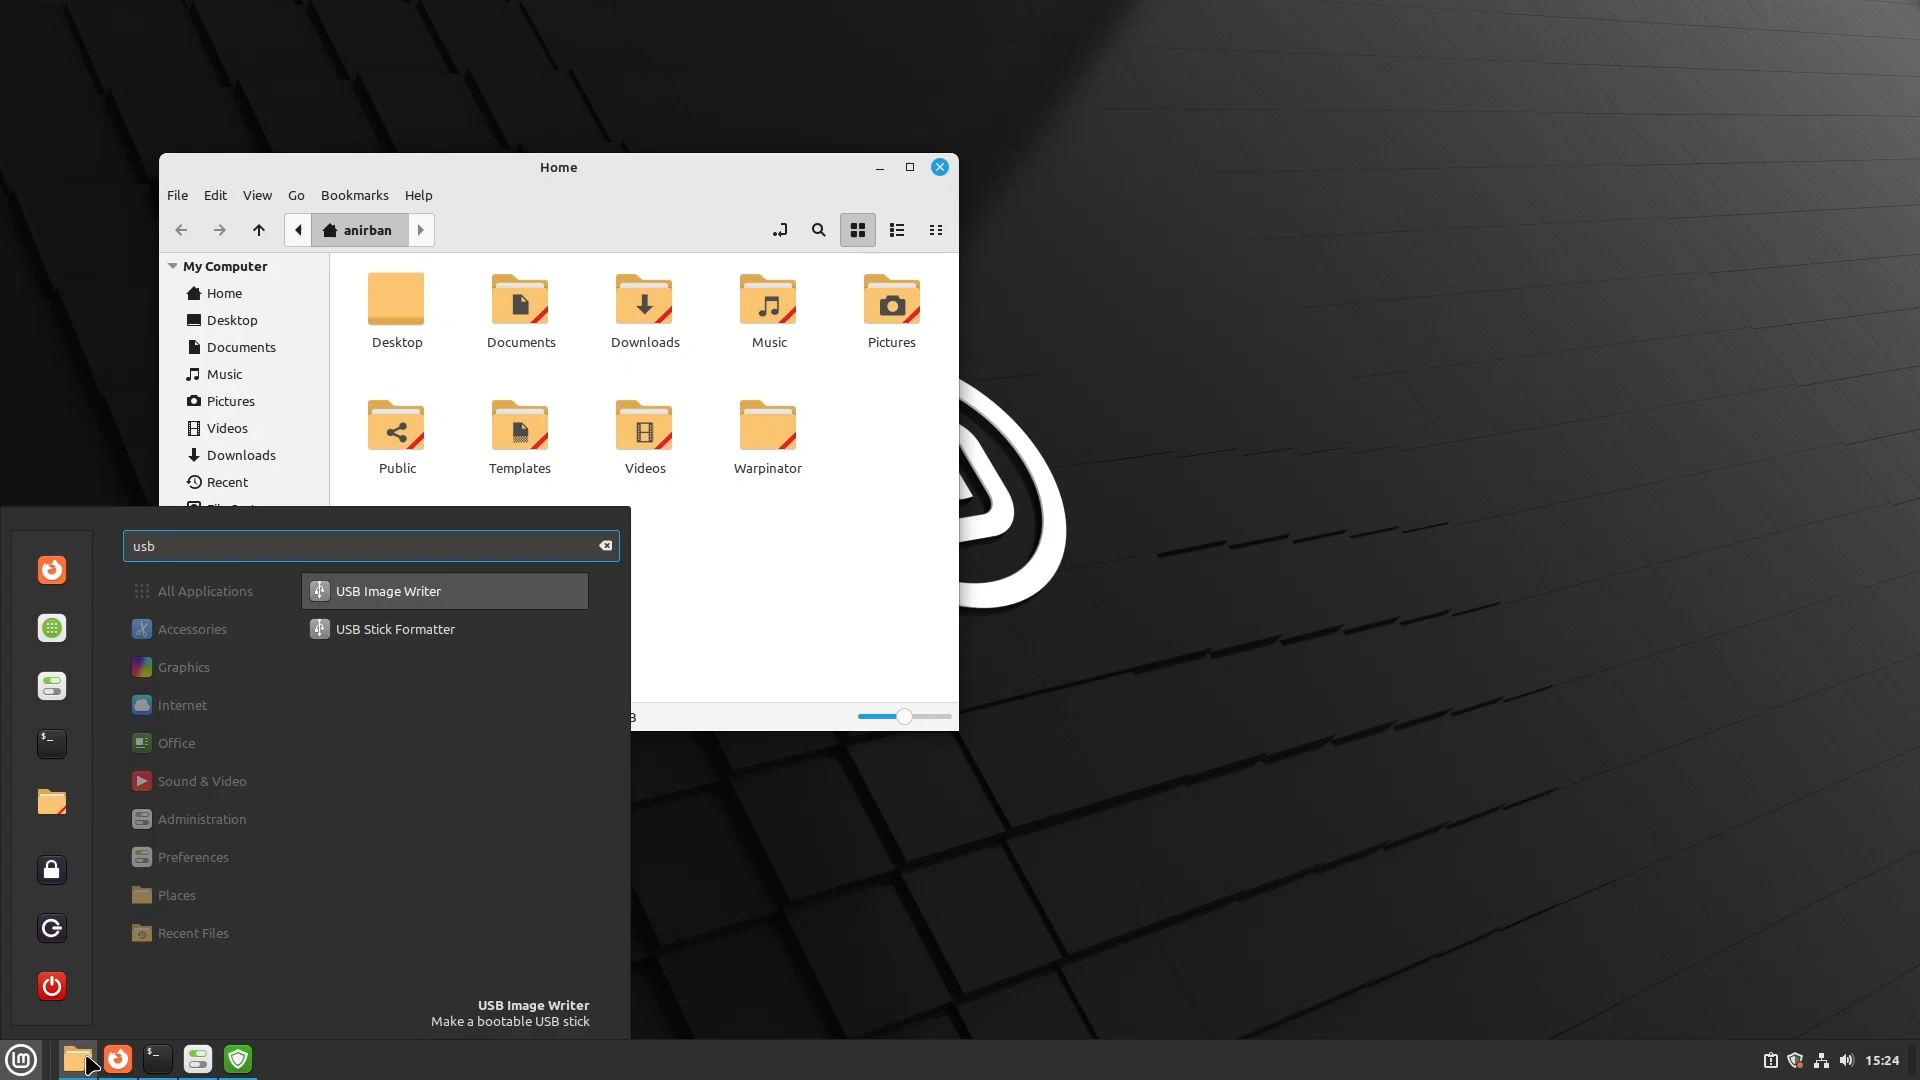 Home
File Edit View Go Bookmarks Help
anirban
My Computer
Home
Desktop
Documents
Music
Pictures
Videos
Downloads
Recent
Desktop Documents Downloads Music Pictures
Public Templates Videos Warpinator
usb
All Applications
Accessories
Graphics
Internet
Office
Sound & Video
Administration
Preferences
Places
Recent Files
USB Image Writer
USB Stick Formatter
USB Image Writer
Make a bootable USB stick
15:24